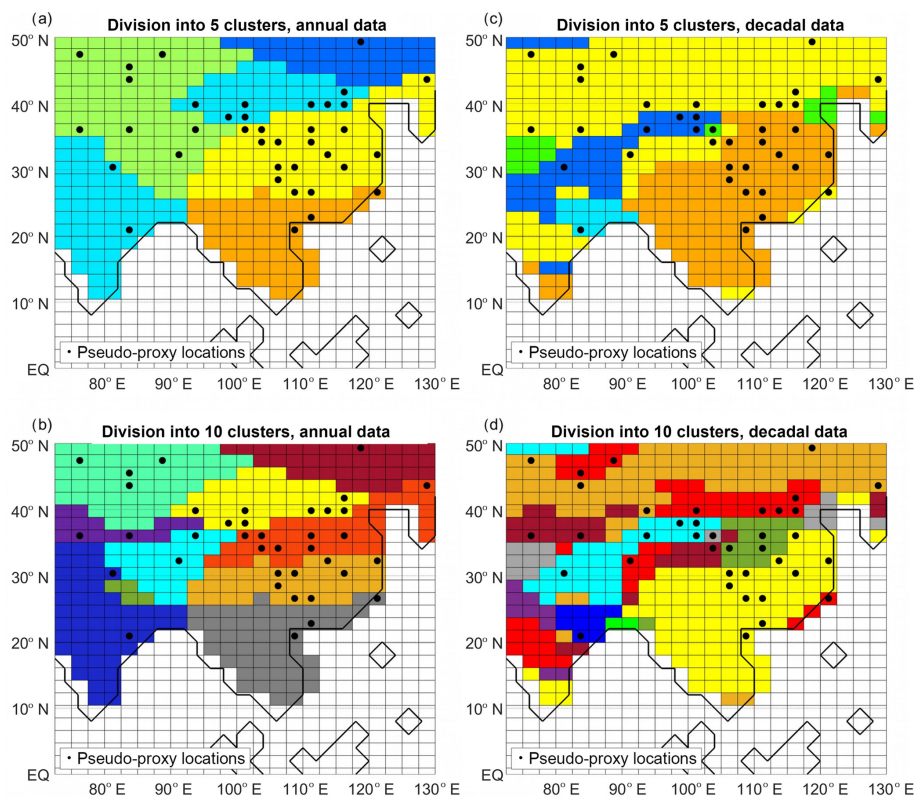 (a)
Division into 5 clusters, annual data
50° N
40° N
30° N
20° N
10° N
EQ
• Pseudo-proxy locations
80° E 90° E 100° E 110° E 122° E 130° E
(c)
Division into 5 clusters, decadal data
50° N
40° N
30° N
20° N
10° N
EQ
• Pseudo-proxy locations
80° E 90° E 100° E 110° E 122° E 130° E
(b)
Division into 10 clusters, annual data
50° N
40° N
30° N
20° N
10° N
EQ
• Pseudo-proxy locations
80° E 90° E 100° E 110° E 122° E 130° E
(d)
Division into 10 clusters, decadal data
50° N
40° N
30° N
20° N
10° N
EQ
• Pseudo-proxy locations
80° E 90° E 100° E 110° E 122° E 130° E